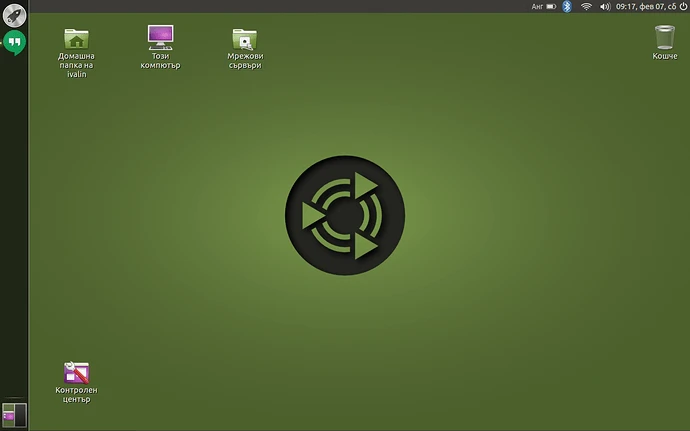 Анг
09:17, фев 07, сб
Домашна
папка на
ivalin
Този
компютър
Мрежови
сървъри
Кошче
Контролен
център